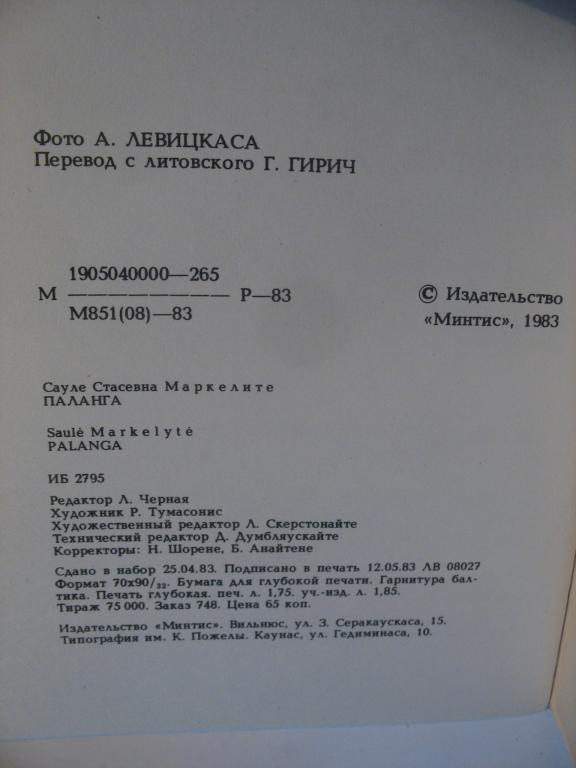 Фото А. ЛЕВИЦКАСА
Перевод с литовского Г. ГИРИЧ
1905040000—265
М ———————— Р—83
М851(08)—83
© Издательство
«Минтис», 1983
Сауле Стасевна Маркелите
ПАЛАНГА
Saulė Markelytė
PALANGA
ИБ 2795
Редактор Л. Черная
Художник Р. Тумасонис
Художественный редактор Л. Скерстонайте
Технический редактор Д. Думбляускайте
Корректоры: Н. Шорене, Б. Анайтене
Сдано в набор 25.04.83. Подписано в печать 12.05.83 ЛВ 08027
Формат 70х90/32. Бумага для глубокой печати. Гарнитура бал-
тика. Печать глубокая. печ. л. 1,75. уч.-изд. л. 1,85.
Тираж 75 000. Заказ 748. Цена 65 коп.
Издательство «Минтис». Вильнюс, ул. З. Серакаускаса, 15.
Типография им. К. Пожелы. Каунас, ул. Гедиминаса, 10.